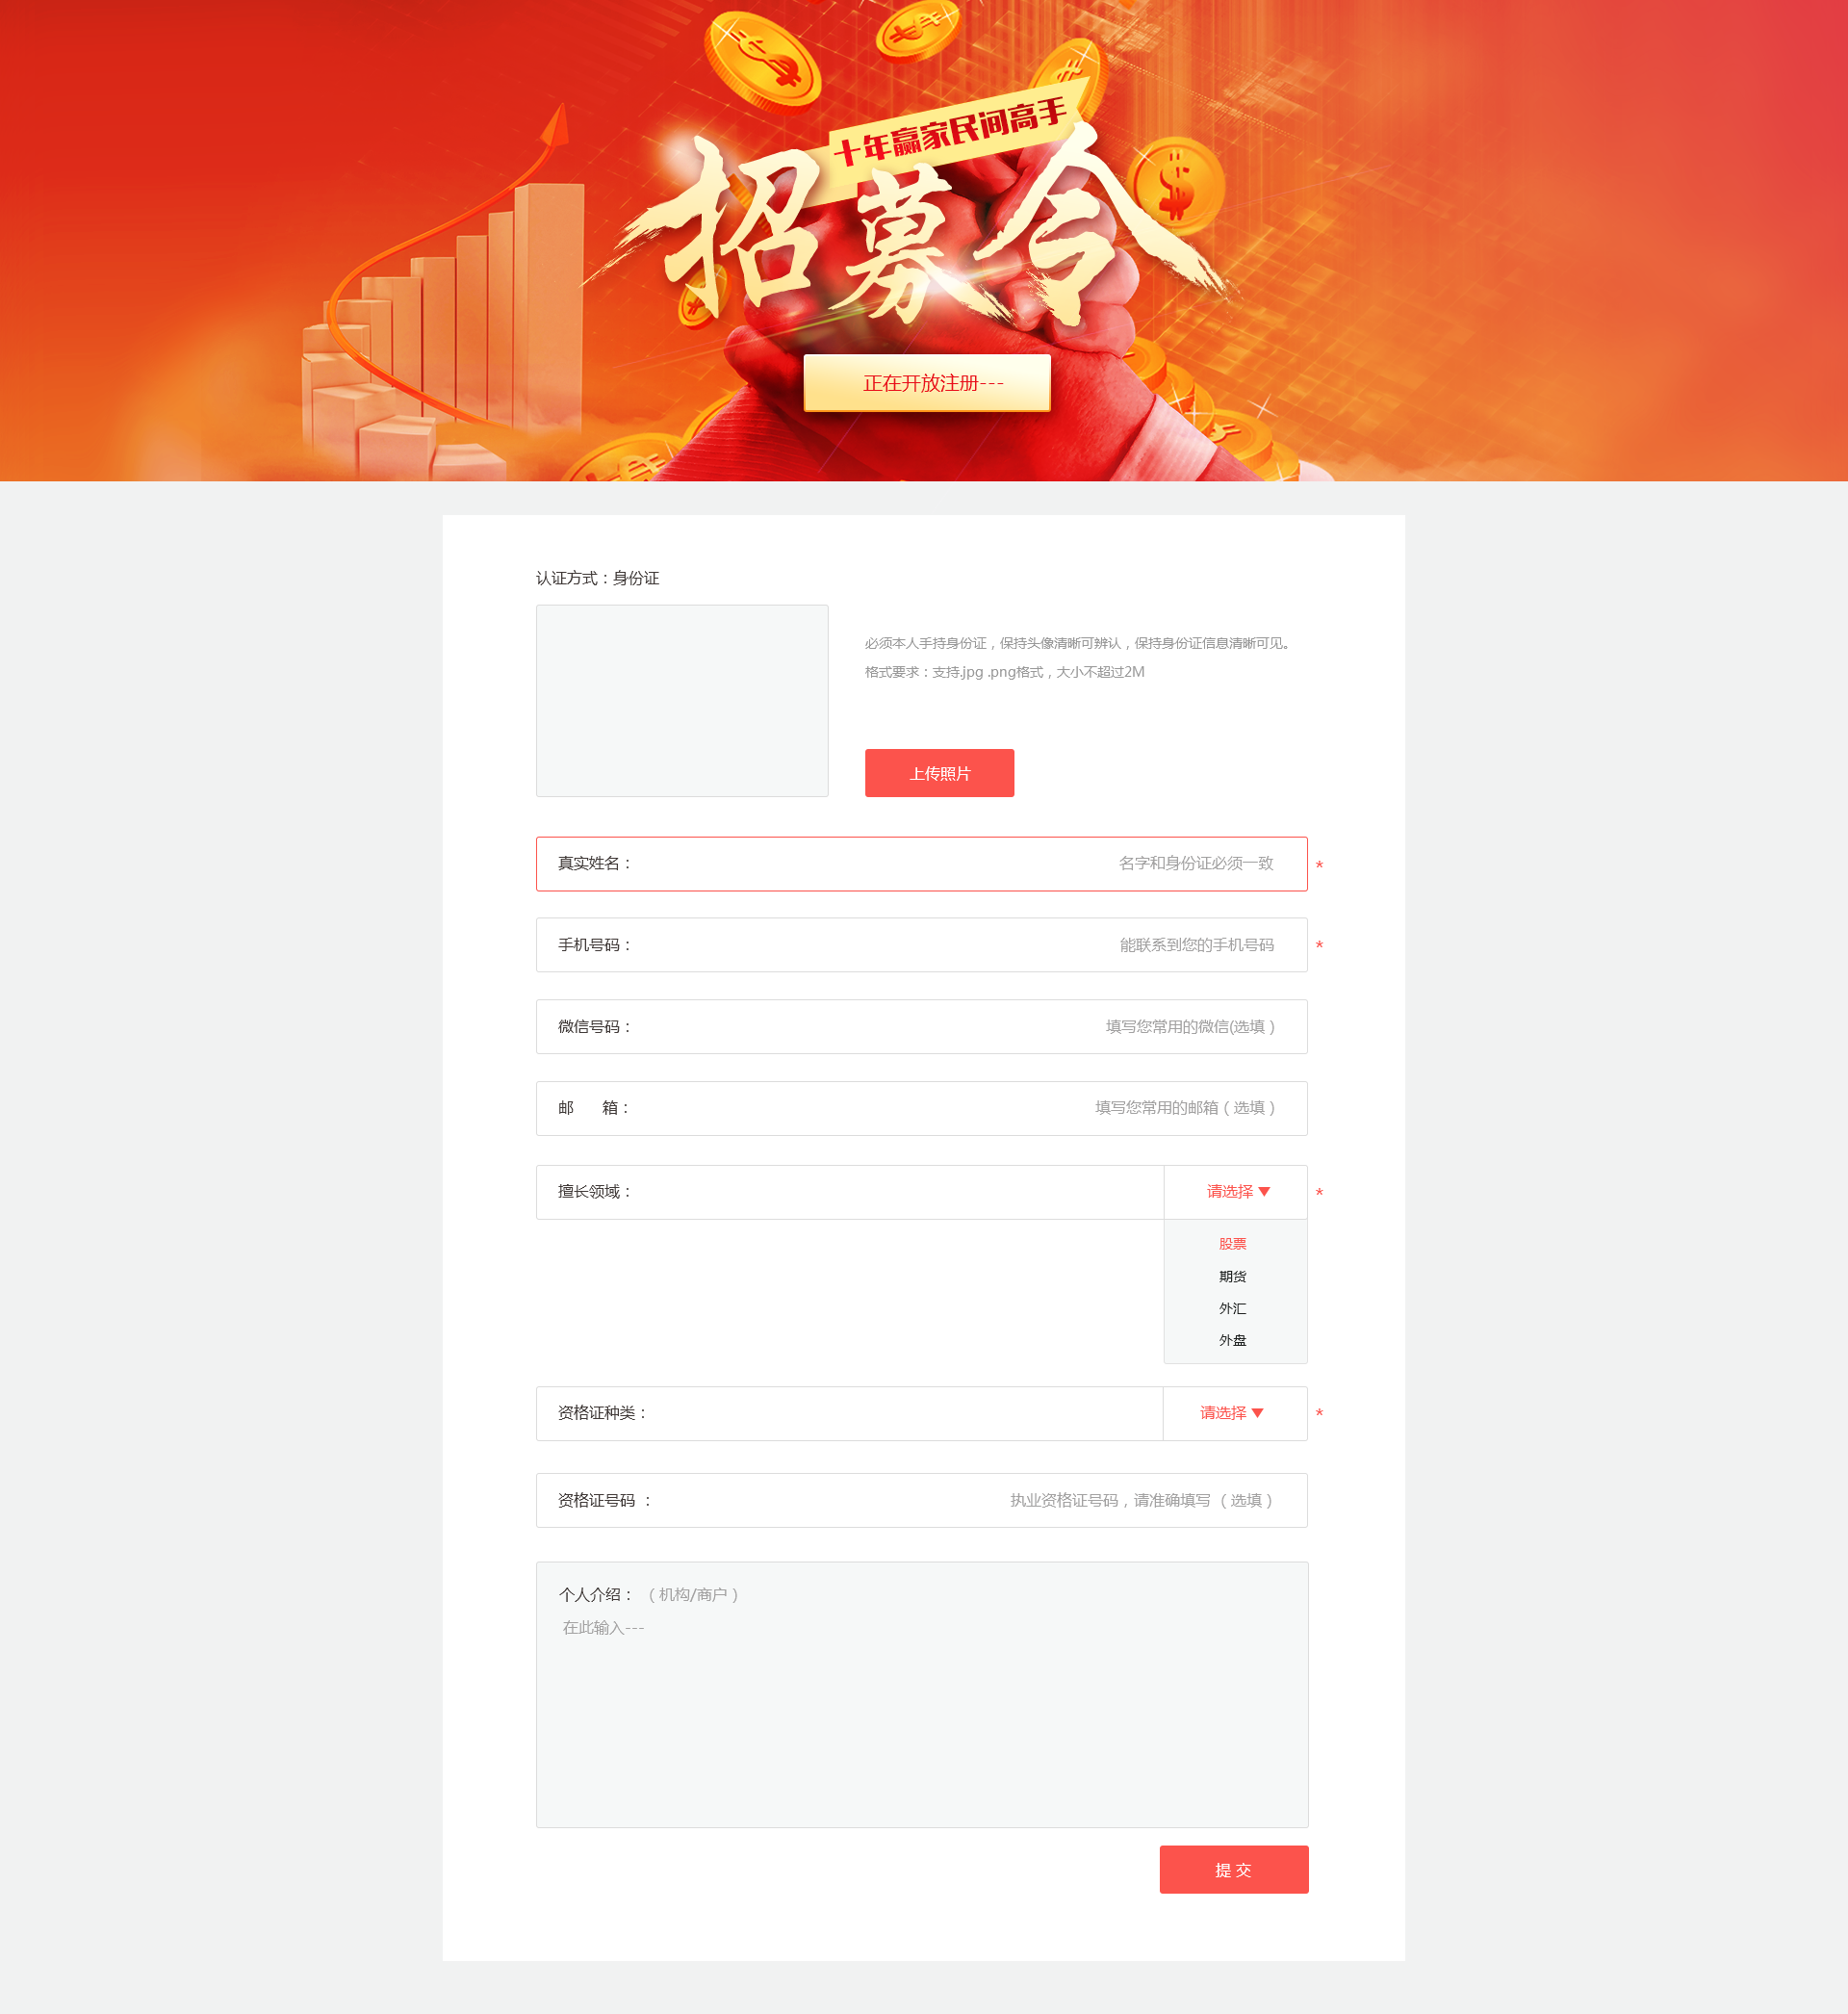 十年赢家民间高手
招募令
正在开放注册---
认证方式：身份证
必须本人手持身份证，保持头像清晰可辨认，保持身份证信息清晰可见。
格式要求：支持.jpg .png格式，大小不超过2M
上传照片
真实姓名： 名字和身份证必须一致 *
手机号码： 能联系到您的手机号码 *
微信号码： 填写您常用的微信(选填）
邮 箱： 填写您常用的邮箱（选填）
擅长领域： 请选择▼ *
股票
期货
外汇
外盘
资格证种类： 请选择▼ *
资格证号码 ： 执业资格证号码，请准确填写 （选填）
个人介绍： （机构/商户）
在此输入---
提 交